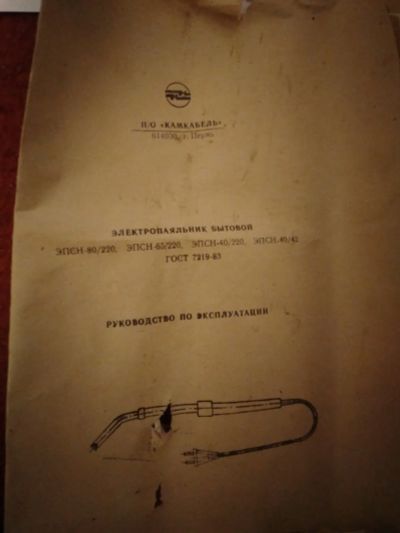 П/О «КАМКАБЕЛЬ»
614030, г. Пермь
ЭЛЕКТРОПАЯЛЬНИК БЫТОВОЙ
ЭПСН-80/220, ЭПСН-65/220, ЭПСН-40/220, ЭПСН-40/42
ГОСТ 7219-83
РУКОВОДСТВО ПО ЭКСПЛУАТАЦИИ